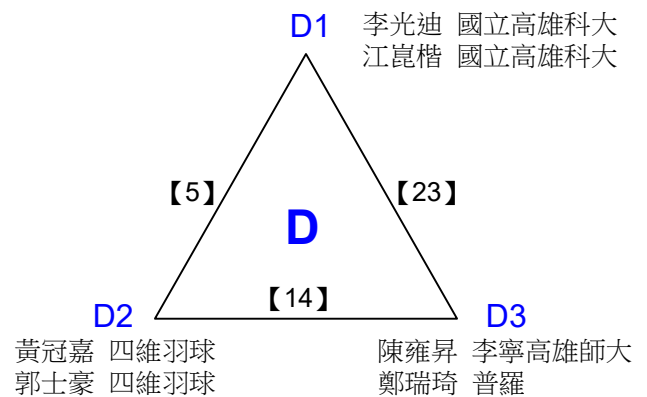 D1
李光迪 國立高雄科大
江崑楷 國立高雄科大
【5】
【23】
D
【14】
D2
D3
黃冠嘉 四維羽球
郭士豪 四維羽球
陳雍昇 李寧高雄師大
鄭瑞琦 普羅